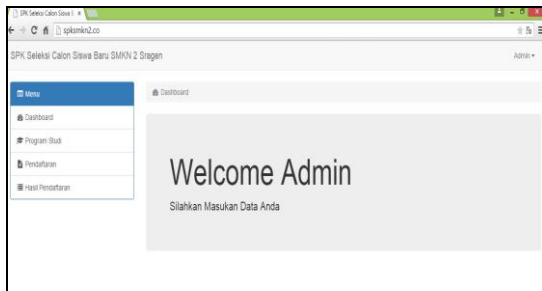 SPK Seleksi Calon Siswa B
spksmkn2.co
SPK Seleksi Calon Siswa Baru SMKN 2 Sragen
Admin
Menu
Dashboard
Dashboard
Program Studi
Pendaftaran
Hasil Pendaftaran
Welcome Admin
Silahkan Masukan Data Anda